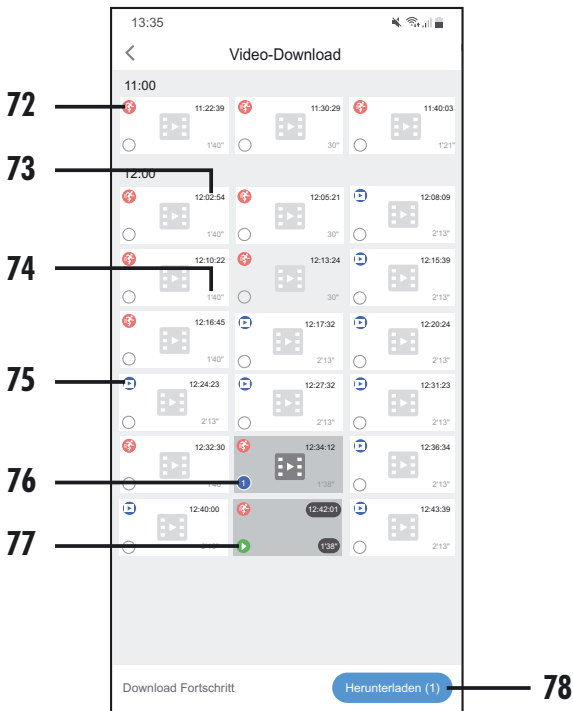 13:35
Video-Download
11:00
72
11:22:39 11:30:29 11:40:03
1'40" 30" 1'21"
73
12:00
12:02:54 12:05:21 12:08:09
1'40" 30" 2'13"
74
12:10:22 12:13:24 12:15:39
1'40" 30" 2'13"
12:16:45 12:17:32 12:20:24
1'40" 2'13" 2'13"
75
12:24:23 12:27:32 12:31:23
2'13" 2'13" 2'13"
12:32:30 12:34:12 12:36:34
76
1'40" 1 1'38" 2'13"
12:40:00 12:42:01 12:43:39
77
2'13" 1'38" 2'13"
Download Fortschritt Herunterladen (1)
78